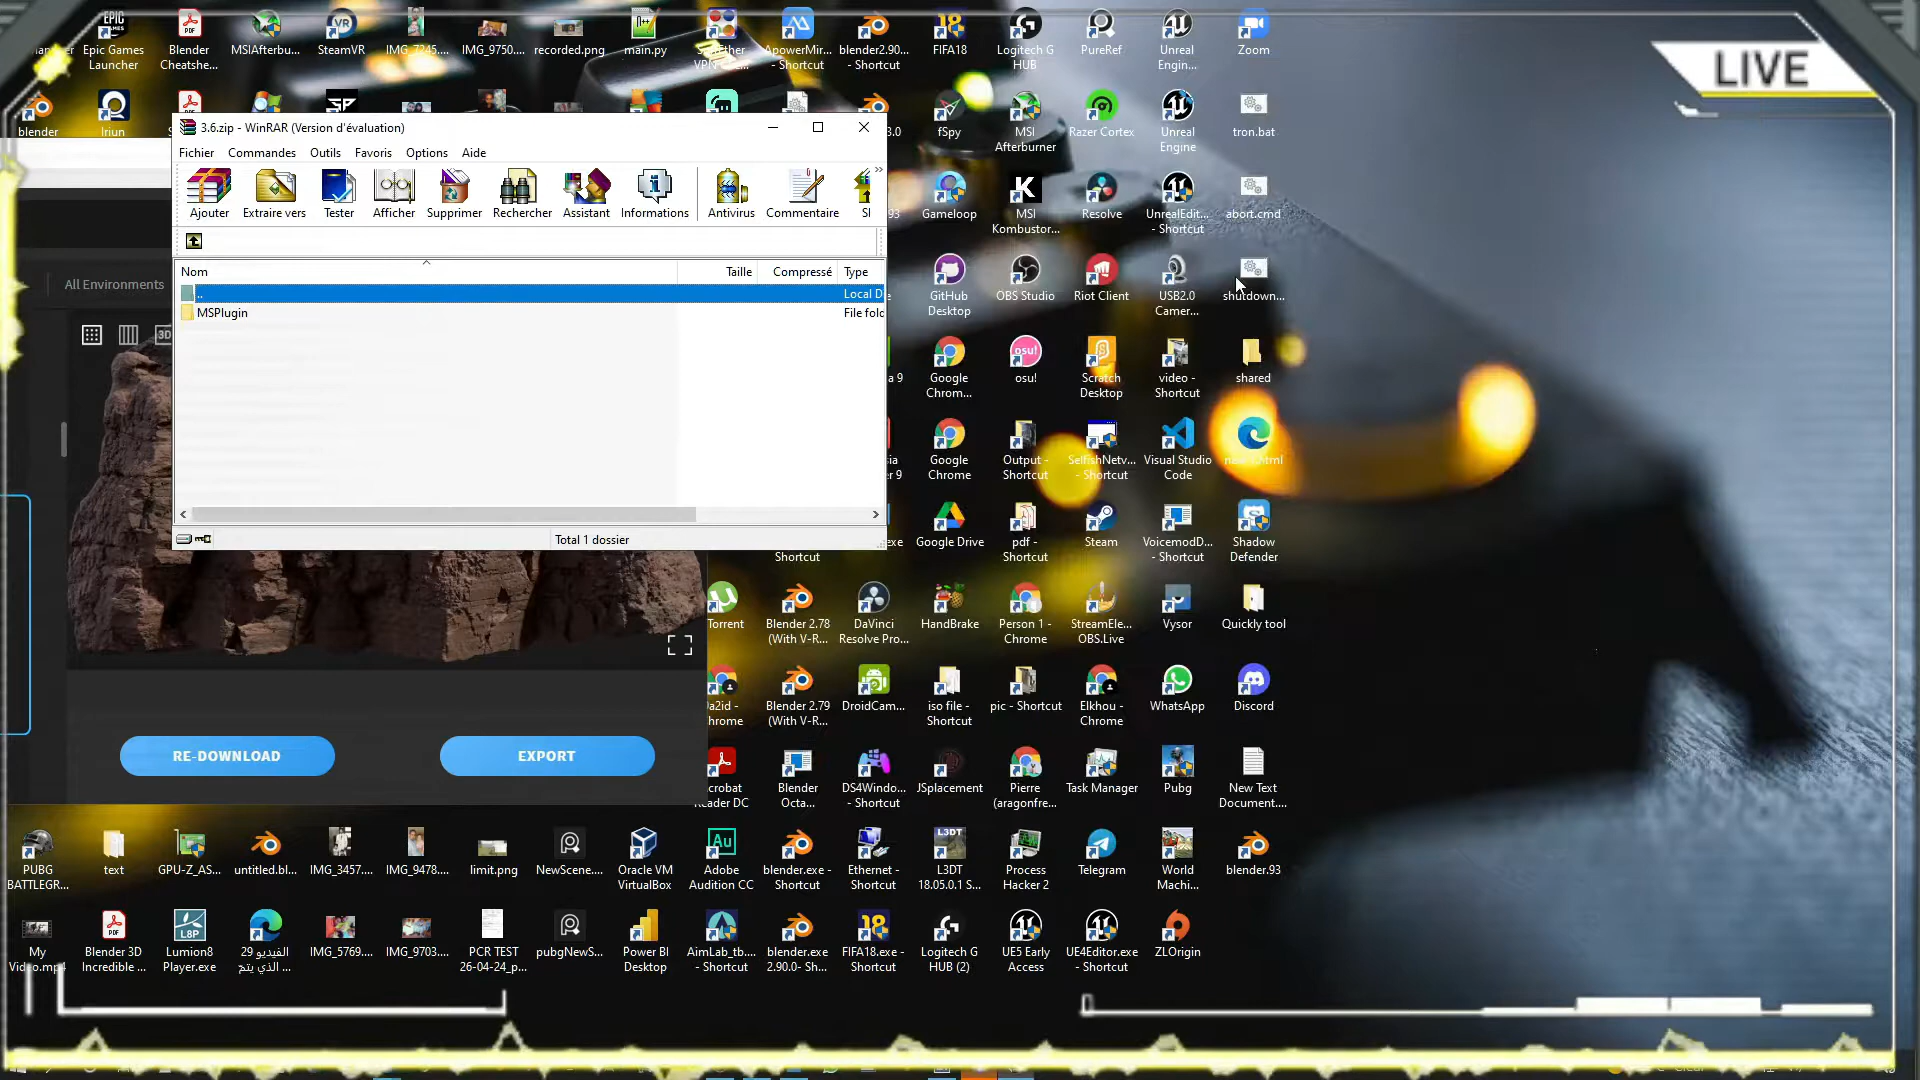 Epic Games
Launcher
Blender
Cheatshe...
MSIAfterbu...
SteamVR
IMG_7245....
IMG_9750....
recorded.png
main.py
ApowerMir...
- Shortcut
blender2.90...
- Shortcut
FIFA18
Logitech G
HUB
PureRef
Unreal
Engin...
Zoom
LIVE
blender
Iriun
3.6.zip - WinRAR (Version d'évaluation)
Fichier
Commandes
Outils
Favoris
Options
Aide
Ajouter
Extraire vers
Tester
Afficher
Supprimer
Rechercher
Assistant
Informations
Antivirus
Commentaire
Nom
Taille
Compressé
Type
..
Local D
MSPlugin
File fold
Total 1 dossier
fSpy
MSI
Afterburner
Razer Cortex
Unreal
Engine
tron.bat
Gameloop
MSI
Kombustor...
Resolve
UnrealEdit...
- Shortcut
abort.cmd
GitHub
Desktop
OBS Studio
Riot Client
USB2.0
Camer...
shutdown...
Google
Chrom...
osu!
Scratch
Desktop
video -
Shortcut
shared
Google
Chrome
Output -
Shortcut
SelfishNetv...
- Shortcut
Visual Studio
Code
Google Drive
pdf -
Shortcut
Steam
VoicemodD...
- Shortcut
Shadow
Defender
All Environments
3D
Shortcut
Torrent
Blender 2.78
(With V-R...
DaVinci
Resolve Pro...
HandBrake
Person 1 -
Chrome
StreamEle...
OBS.Live
Vysor
Quickly tool
Blender 2.79
(With V-R...
DroidCam...
iso file -
Shortcut
pic - Shortcut
Elkhou -
Chrome
WhatsApp
Discord
RE-DOWNLOAD
EXPORT
Blender
Octa...
DS4Windo...
- Shortcut
JSplacement
Pierre
(aragonfre...
Task Manager
Pubg
New Text
Document....
PUBG
BATTLEGR...
text
GPU-Z_AS...
untitled.bl...
IMG_3457....
IMG_9478....
limit.png
NewScene....
Oracle VM
VirtualBox
Adobe
Audition CC
blender.exe -
Shortcut
Ethernet -
Shortcut
L3DT
18.05.0.1 S...
Process
Hacker 2
Telegram
World
Machi...
blender.93
My
Video.mp4
Blender 3D
Incredible ...
Lumion8
Player.exe
الفيديو 29
الذي يتم ...
IMG_5769....
IMG_9703....
PCR TEST
26-04-24_p...
pubgNewS...
Power BI
Desktop
AimLab_tb....
- Shortcut
blender.exe
2.90.0- Sh...
FIFA18.exe -
Shortcut
Logitech G
HUB (2)
UE5 Early
Access
UE4Editor.exe
- Shortcut
ZLOrigin